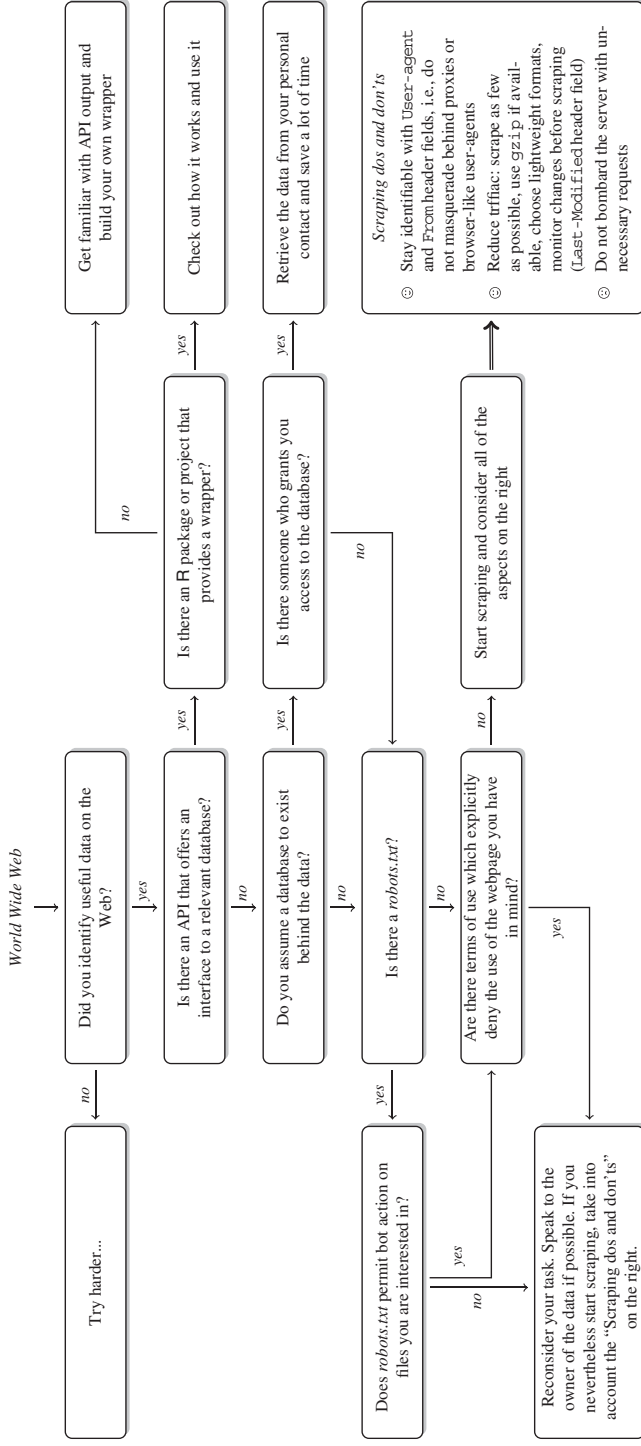 World Wide Web
Did you identify useful data on the
Web?
no
Try harder...
yes
Is there an API that offers an
interface to a relevant database?
yes
Is there an R package or project that
provides a wrapper?
no
Get familiar with API output and
build your own wrapper
yes
Check out how it works and use it
no
Do you assume a database to exist
behind the data?
yes
Is there someone who grants you
access to the database?
yes
Retrieve the data from your personal
contact and save a lot of time
no
no
Is there a robots.txt?
yes
Does robots.txt permit bot action on
files you are interested in?
yes
no
no
Are there terms of use which explicitly
deny the use of the webpage you have
in mind?
no
Start scraping and consider all of the
aspects on the right
yes
Reconsider your task. Speak to the
owner of the data if possible. If you
nevertheless start scraping, take into
account the “Scraping dos and don'ts”
on the right.
Scraping dos and don'ts
☺ Stay identifiable with User-agent
and From header fields, i.e., do
not masquerade behind proxies or
browser-like user-agents
☺ Reduce trffiac: scrape as few
as possible, use gzip if avail-
able, choose lightweight formats,
monitor changes before scraping
(Last-Modified header field)
☹ Do not bombard the server with un-
necessary requests